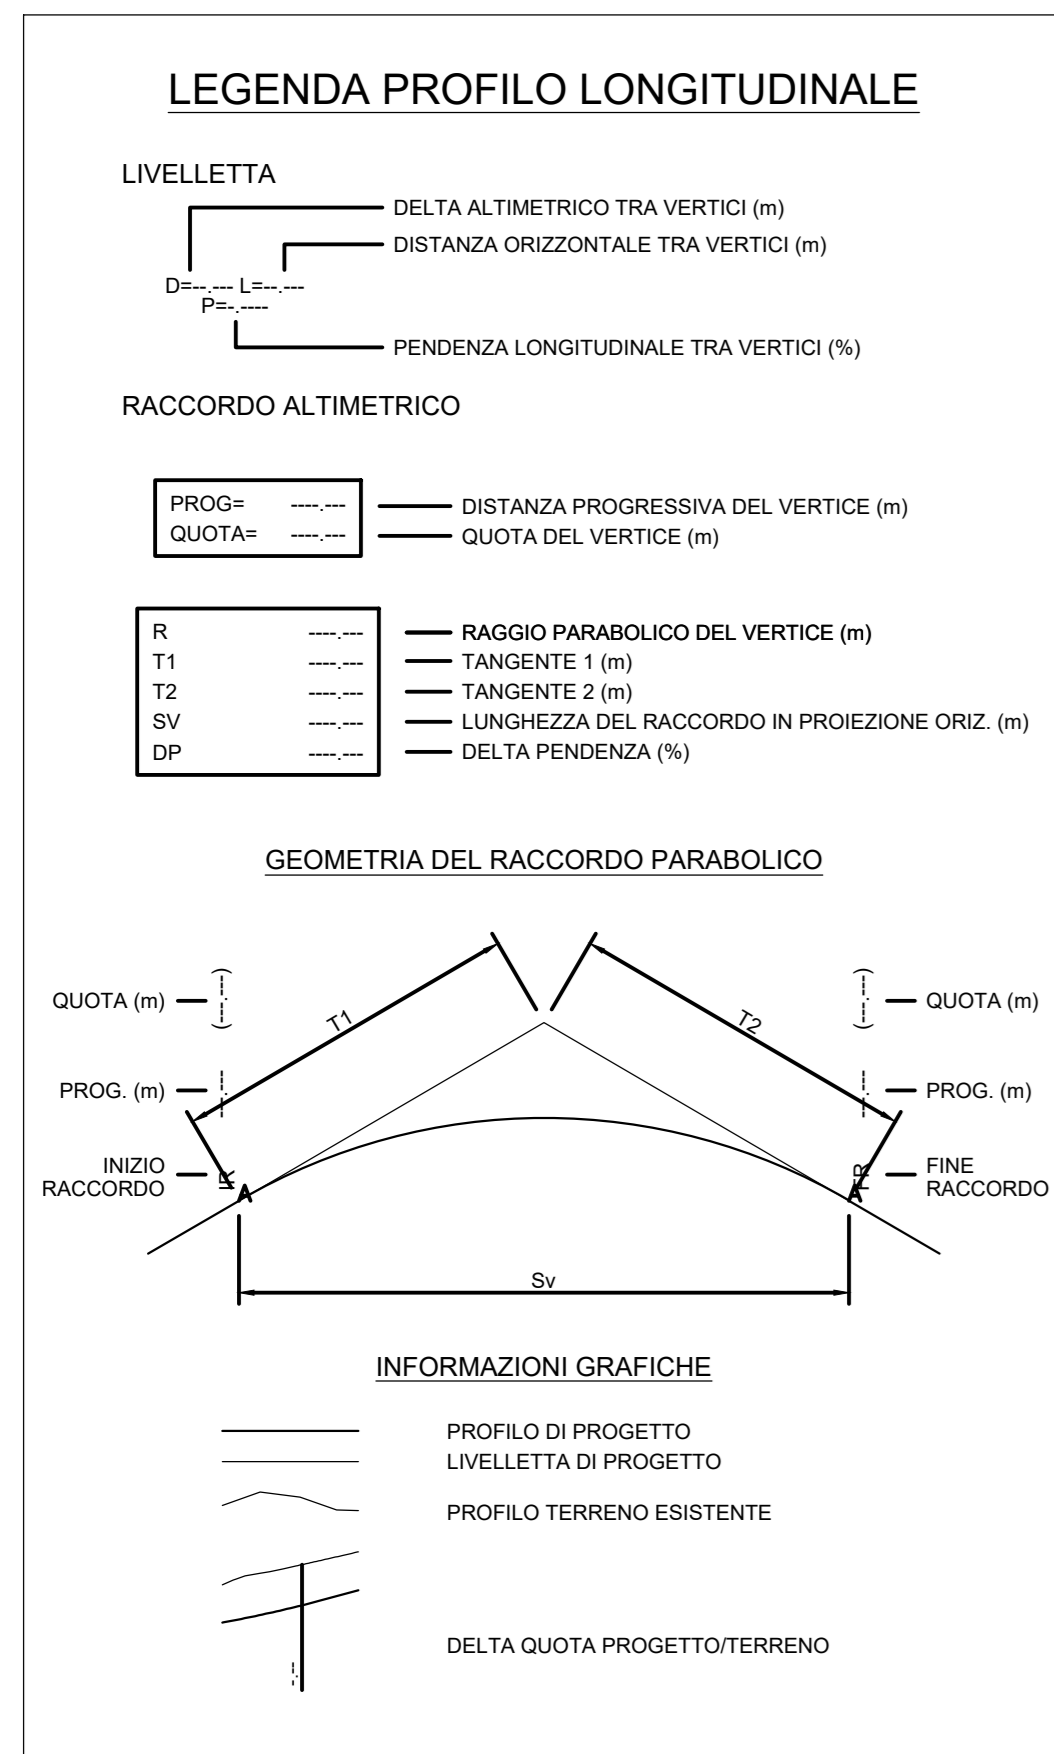 LEGENDA PROFILO LONGITUDINALE
LIVELLETTA
DELTA ALTIMETRICO TRA VERTICI (m)
DISTANZA ORIZZONTALE TRA VERTICI (m)
D=--.--- L=--.---
P=-.----
PENDENZA LONGITUDINALE TRA VERTICI (%)
RACCORDO ALTIMETRICO
PROG= ----.--- DISTANZA PROGRESSIVA DEL VERTICE (m)
QUOTA= ----.--- QUOTA DEL VERTICE (m)
R ----.--- RAGGIO PARABOLICO DEL VERTICE (m)
T1 ----.--- TANGENTE 1 (m)
T2 ----.--- TANGENTE 2 (m)
SV ----.--- LUNGHEZZA DEL RACCORDO IN PROIEZIONE ORIZ. (m)
DP ----.--- DELTA PENDENZA (%)
GEOMETRIA DEL RACCORDO PARABOLICO
QUOTA (m) (----.--) T1 T2 (----.--) QUOTA (m)
PROG. (m) ----.-- ----.-- PROG. (m)
INIZIO RACCORDO IR FR FINE RACCORDO
Sv
INFORMAZIONI GRAFICHE
PROFILO DI PROGETTO
LIVELLETTA DI PROGETTO
PROFILO TERRENO ESISTENTE
DELTA QUOTA PROGETTO/TERRENO
-.--